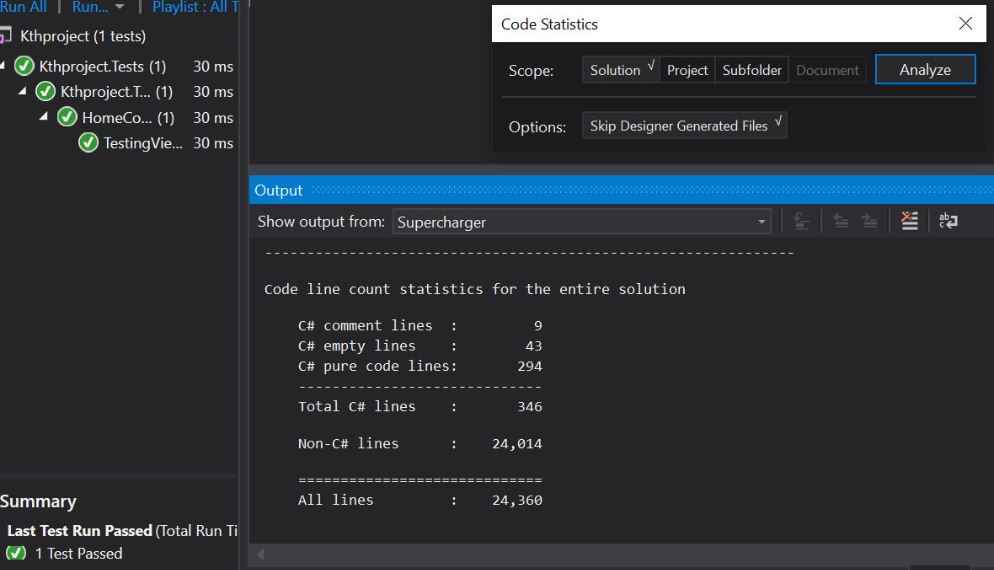 Run All | Run... | Playlist : All T
Kthproject (1 tests)
Kthproject.Tests (1) 30 ms
Kthproject.T... (1) 30 ms
HomeCo... (1) 30 ms
TestingVie... 30 ms
Summary
Last Test Run Passed (Total Run Ti
1 Test Passed
Code Statistics
Scope: Solution √ Project Subfolder Document Analyze
Options: Skip Designer Generated Files √
Output
Show output from: Supercharger
---------------------------------------------------------------
Code line count statistics for the entire solution
C# comment lines : 9
C# empty lines : 43
C# pure code lines: 294
-----------------------------
Total C# lines : 346
Non-C# lines : 24,014
=============================
All lines : 24,360